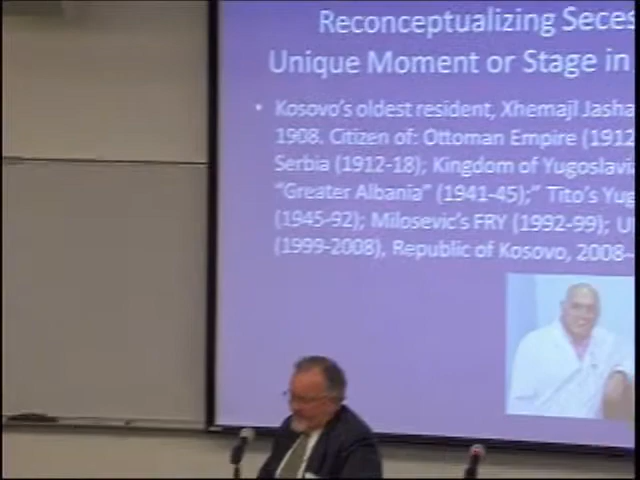 Reconceptualizing Seces
Unique Moment or Stage in
• Kosovo's oldest resident, Xhemajl Jasha
1908. Citizen of: Ottoman Empire (1912
Serbia (1912-18); Kingdom of Yugoslavi
"Greater Albania" (1941-45);" Tito's Yug
(1945-92); Milosevic's FRY (1992-99); U
(1999-2008), Republic of Kosovo, 2008-